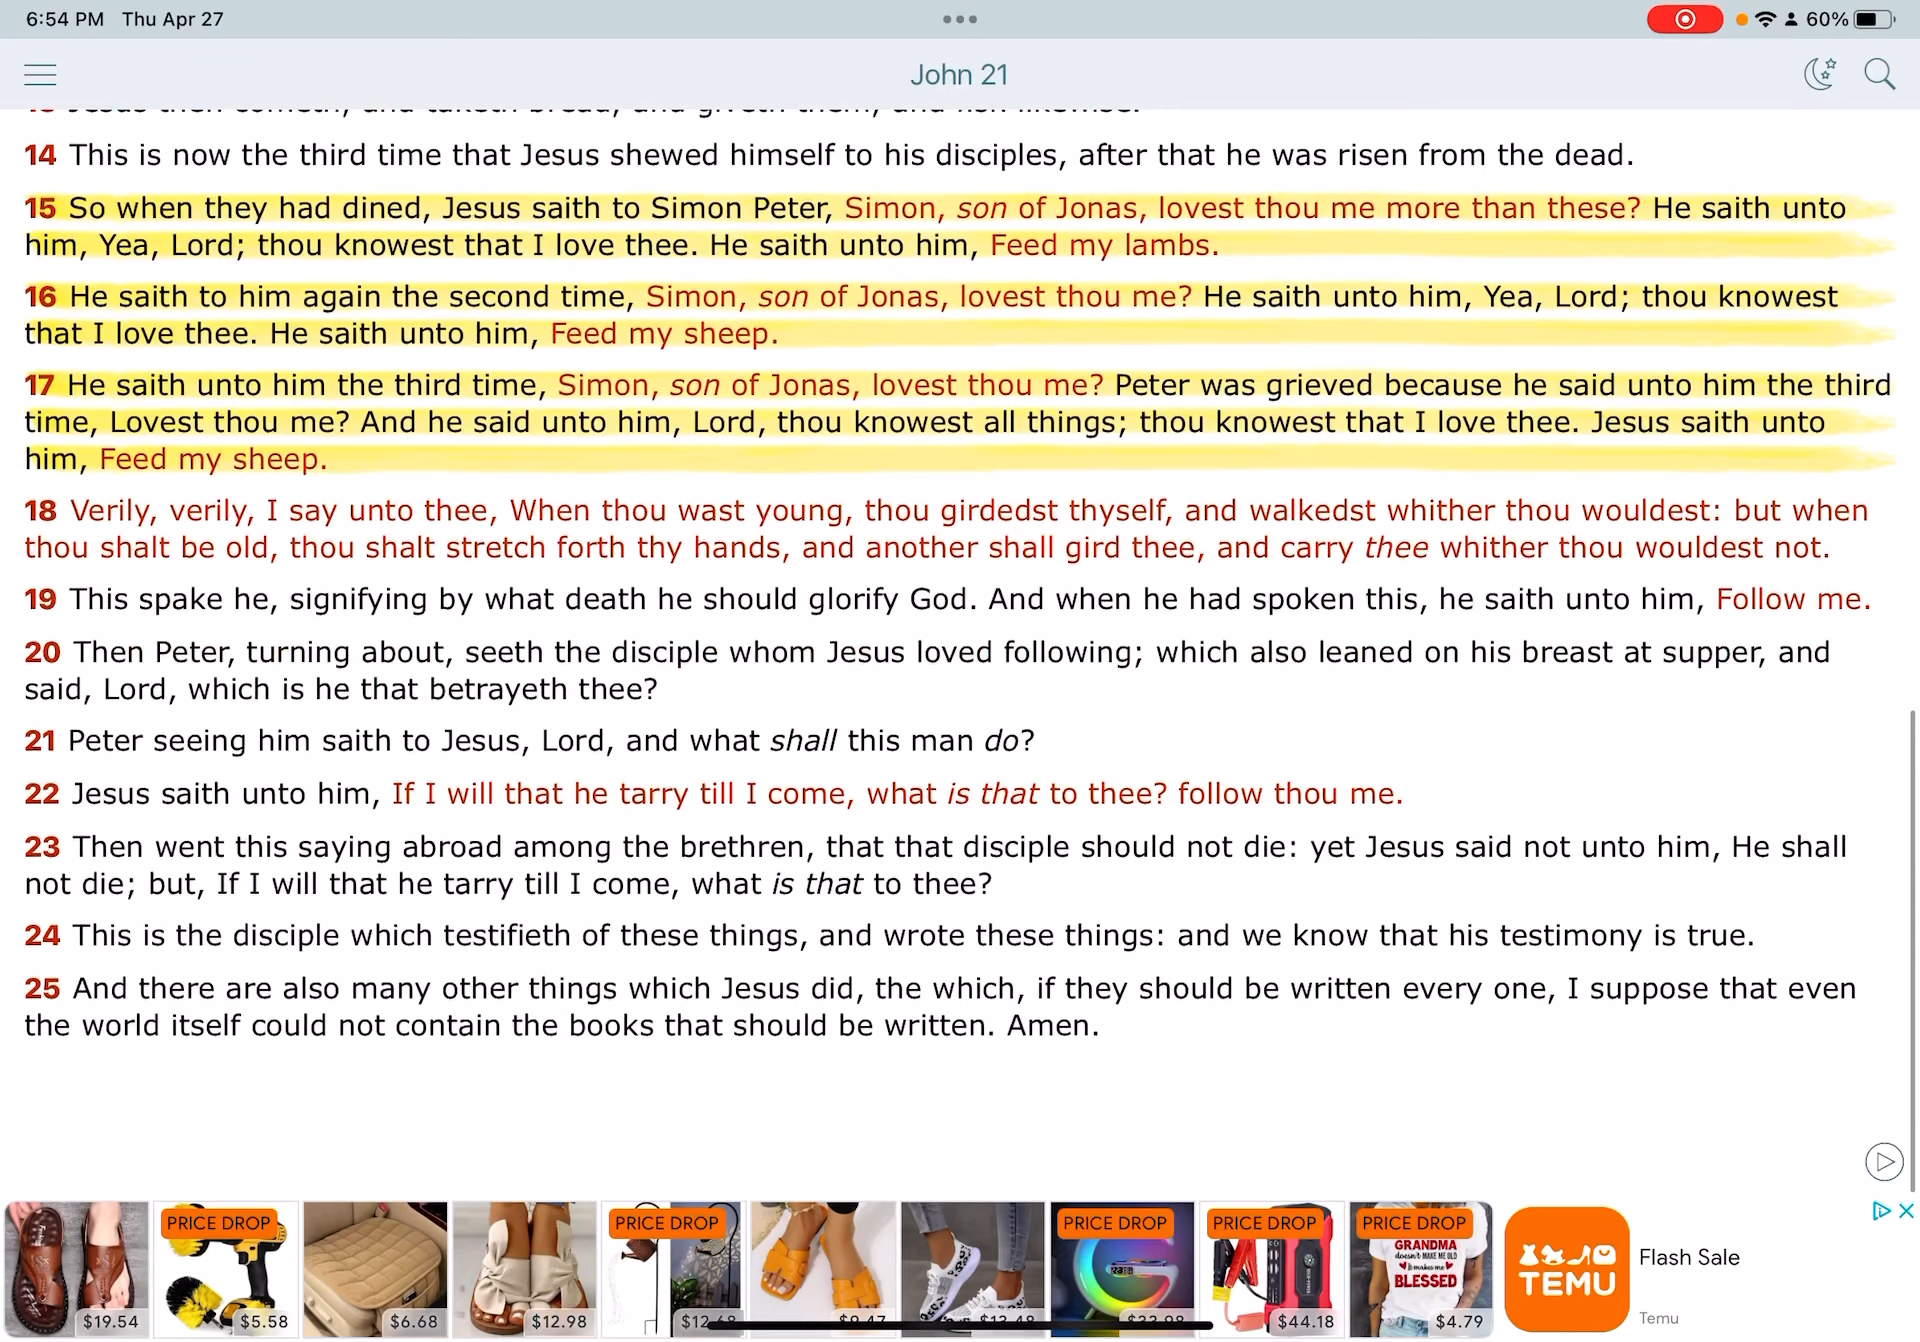 6:54 PM Thu Apr 27
60%
John 21
14 This is now the third time that Jesus shewed himself to his disciples, after that he was risen from the dead.
15 So when they had dined, Jesus saith to Simon Peter, Simon, son of Jonas, lovest thou me more than these? He saith unto
him, Yea, Lord; thou knowest that I love thee. He saith unto him, Feed my lambs.
16 He saith to him again the second time, Simon, son of Jonas, lovest thou me? He saith unto him, Yea, Lord; thou knowest
that I love thee. He saith unto him, Feed my sheep.
17 He saith unto him the third time, Simon, son of Jonas, lovest thou me? Peter was grieved because he said unto him the third
time, Lovest thou me? And he said unto him, Lord, thou knowest all things; thou knowest that I love thee. Jesus saith unto
him, Feed my sheep.
18 Verily, verily, I say unto thee, When thou wast young, thou girdedst thyself, and walkedst whither thou wouldest: but when
thou shalt be old, thou shalt stretch forth thy hands, and another shall gird thee, and carry thee whither thou wouldest not.
19 This spake he, signifying by what death he should glorify God. And when he had spoken this, he saith unto him, Follow me.
20 Then Peter, turning about, seeth the disciple whom Jesus loved following; which also leaned on his breast at supper, and
said, Lord, which is he that betrayeth thee?
21 Peter seeing him saith to Jesus, Lord, and what shall this man do?
22 Jesus saith unto him, If I will that he tarry till I come, what is that to thee? follow thou me.
23 Then went this saying abroad among the brethren, that that disciple should not die: yet Jesus said not unto him, He shall
not die; but, If I will that he tarry till I come, what is that to thee?
24 This is the disciple which testifieth of these things, and wrote these things: and we know that his testimony is true.
25 And there are also many other things which Jesus did, the which, if they should be written every one, I suppose that even
the world itself could not contain the books that should be written. Amen.
PRICE DROP PRICE DROP PRICE DROP PRICE DROP PRICE DROP
GRANDMA
doesn't MAKE ME OLD
It makes me
BLESSED
TEMU
Flash Sale
Temu
$19.54 $5.58 $6.68 $12.98 $44.18 $4.79